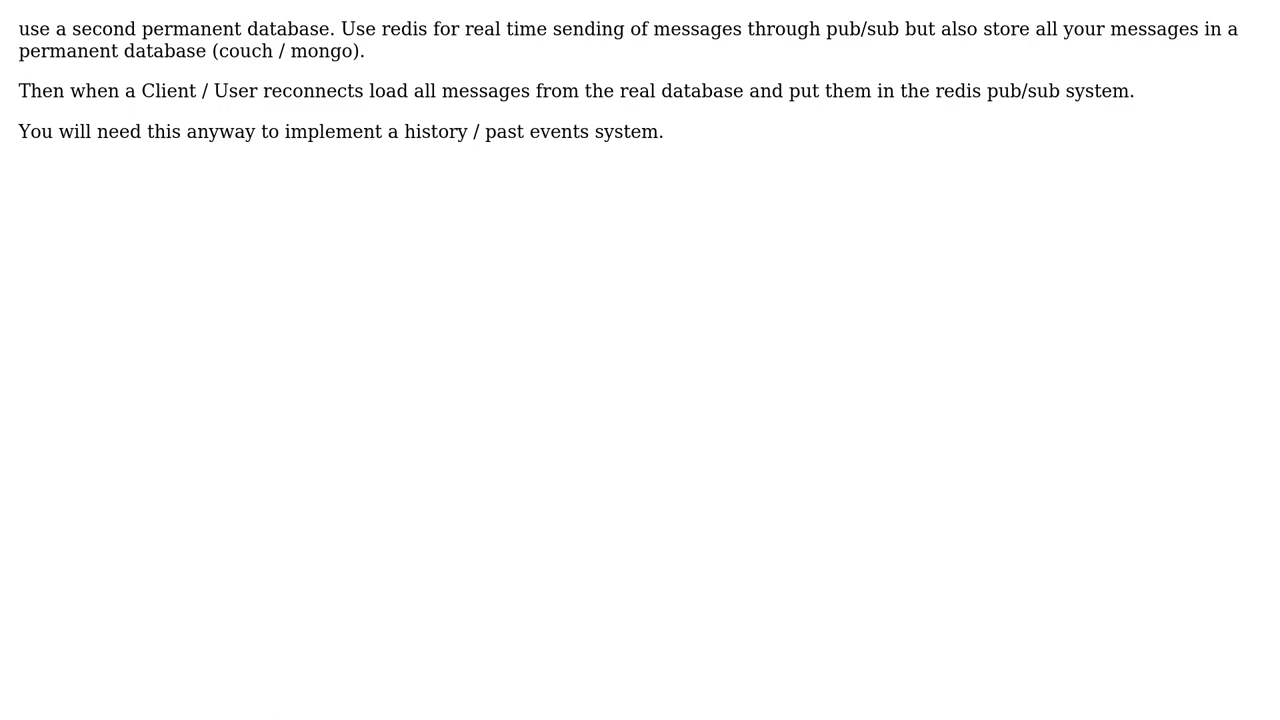 use a second permanent database. Use redis for real time sending of messages through pub/sub but also store all your messages in a
permanent database (couch / mongo).
Then when a Client / User reconnects load all messages from the real database and put them in the redis pub/sub system.
You will need this anyway to implement a history / past events system.